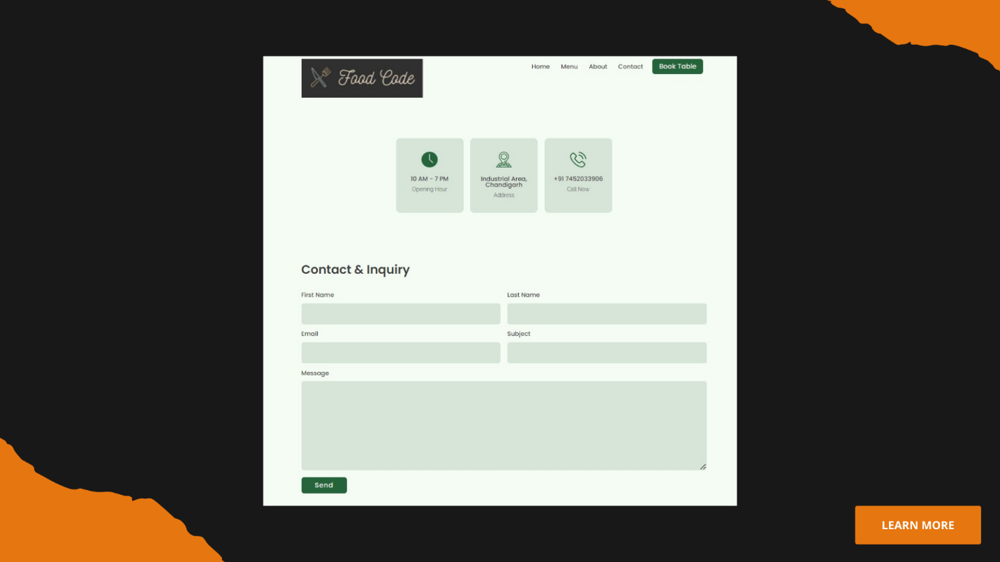 Food Code
Home Menu About Contact Book Table
10 AM - 7 PM
Opening Hour
Industrial Area,
Chandigarh
Address
+91 7452033906
Call Now
Contact & Inquiry
First Name
Last Name
Email
Subject
Message
Send
LEARN MORE